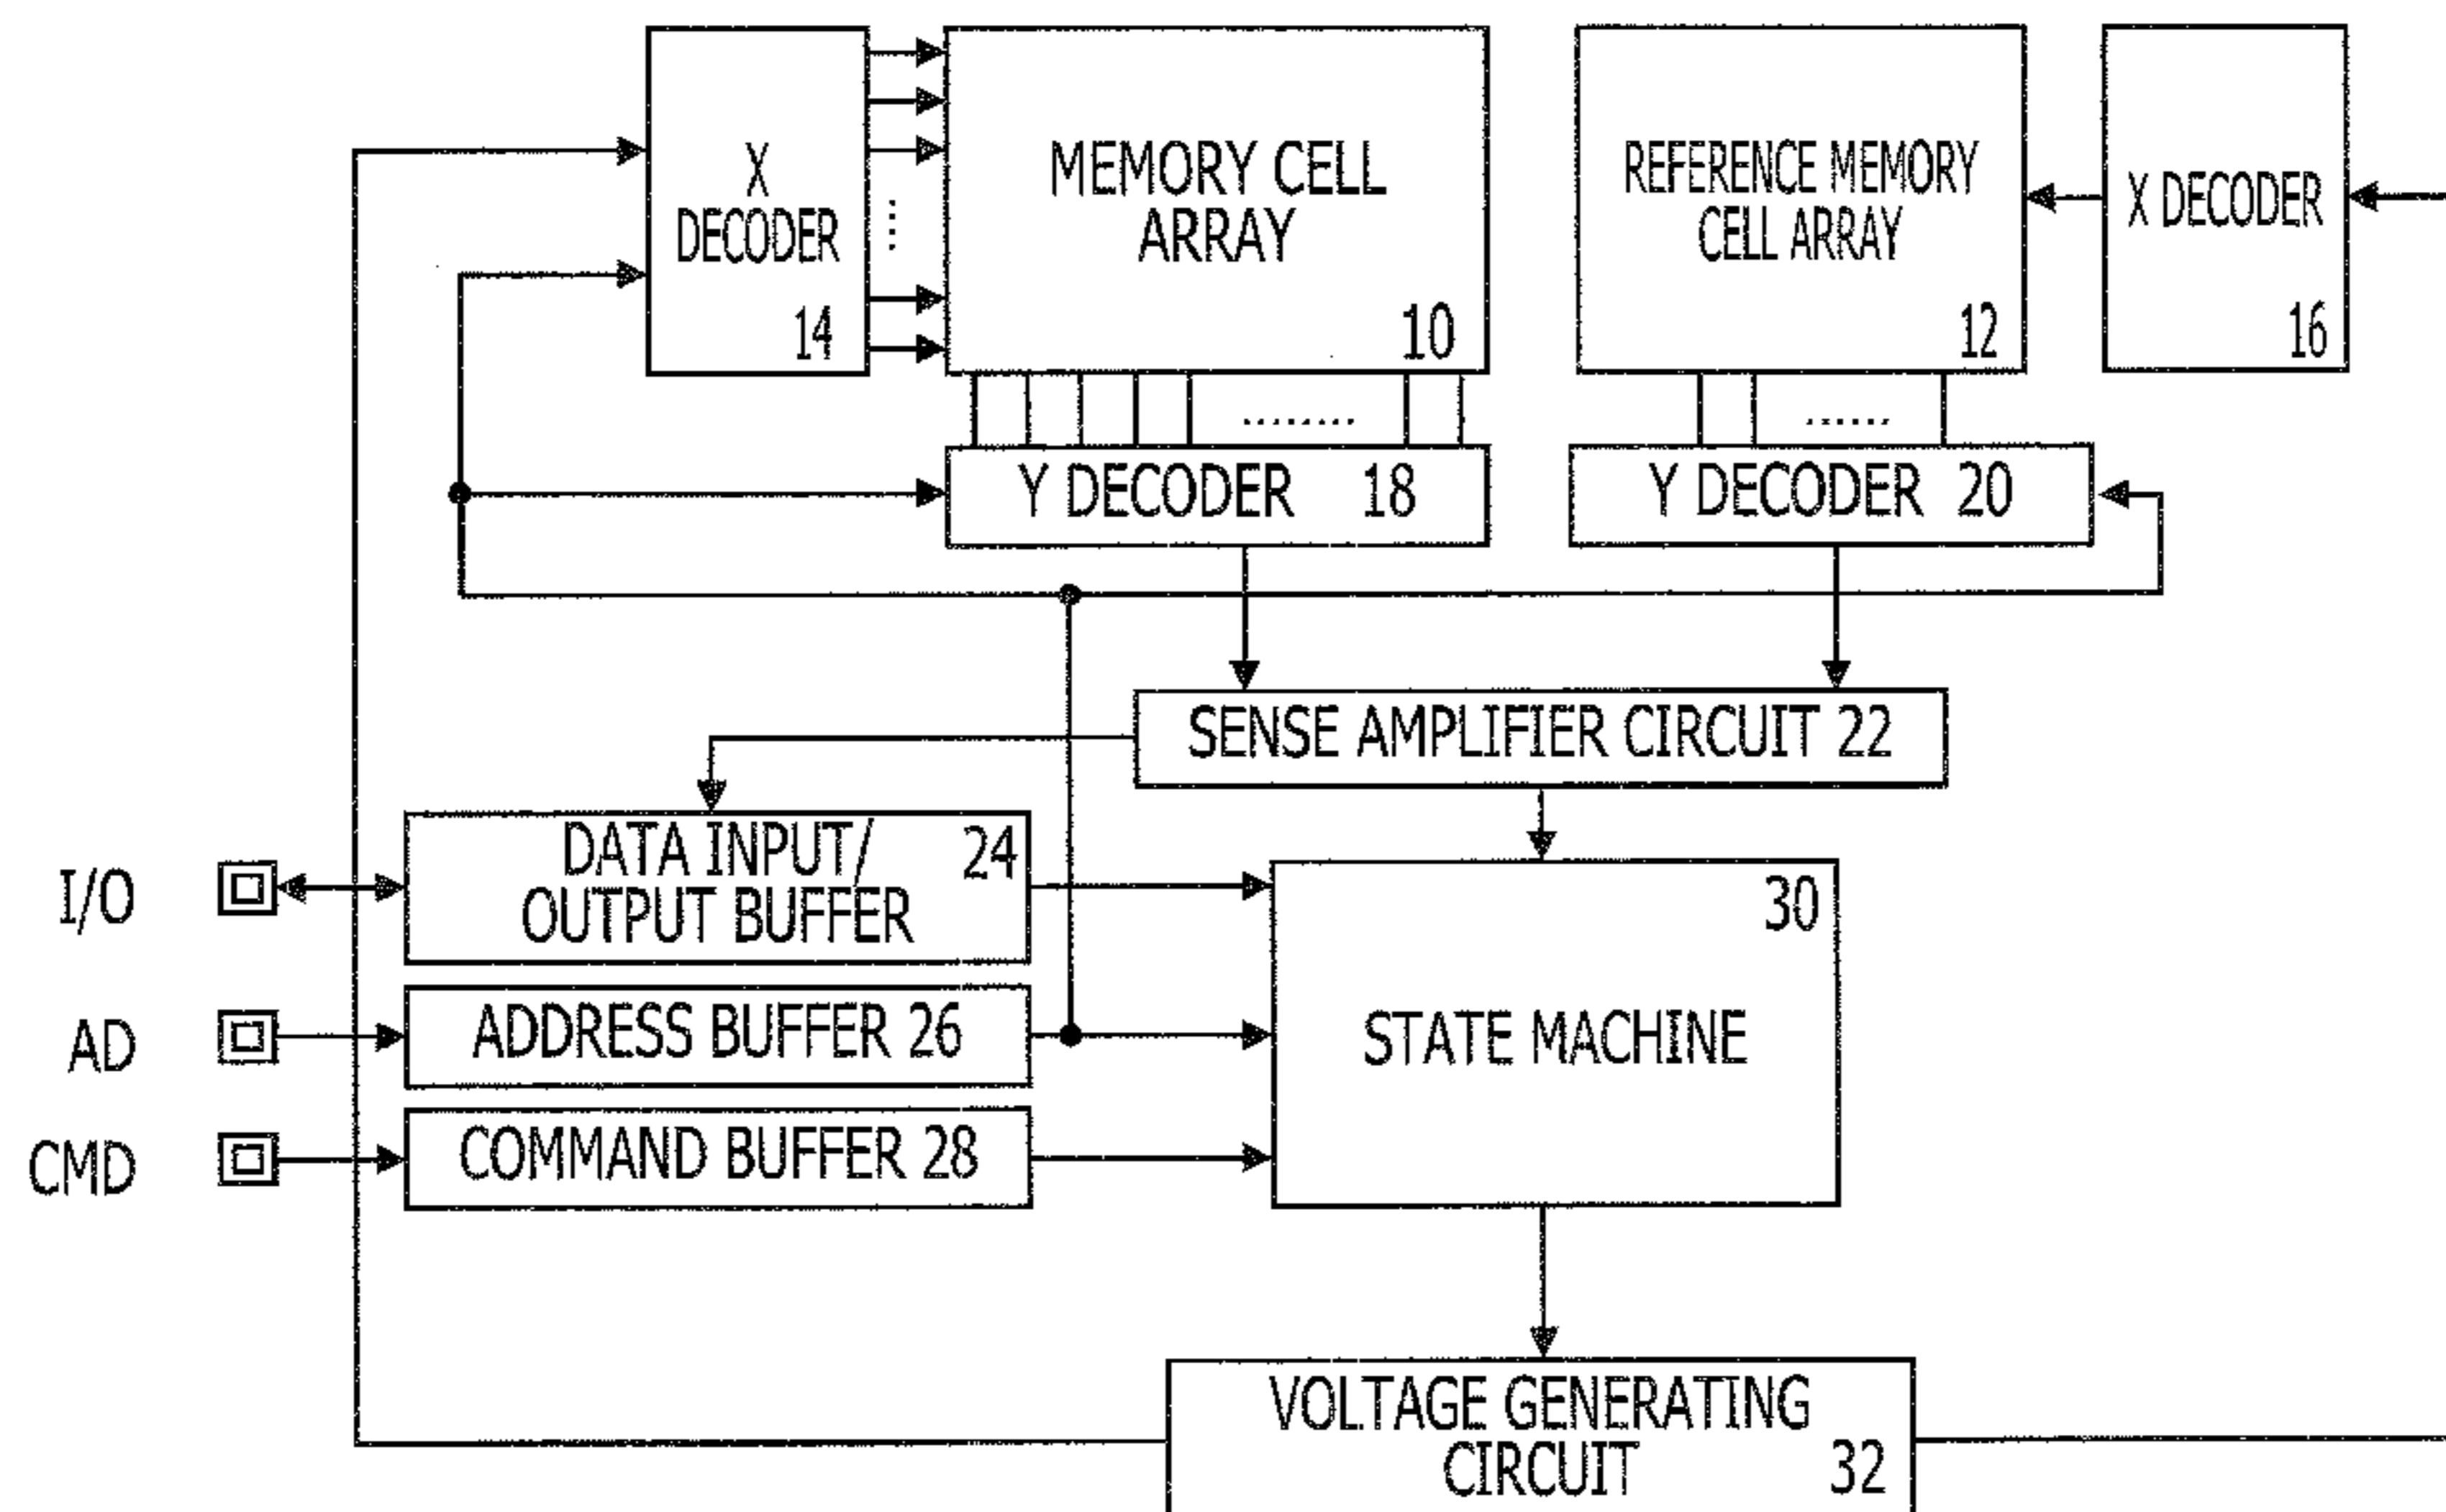 X
DECODER
14
MEMORY CELL
ARRAY
10
REFERENCE MEMORY
CELL ARRAY
12
X DECODER
16
Y DECODER 18
Y DECODER 20
SENSE AMPLIFIER CIRCUIT 22
I/O
DATA INPUT/
OUTPUT BUFFER
24
AD
ADDRESS BUFFER 26
CMD
COMMAND BUFFER 28
30
STATE MACHINE
VOLTAGE GENERATING
CIRCUIT 32